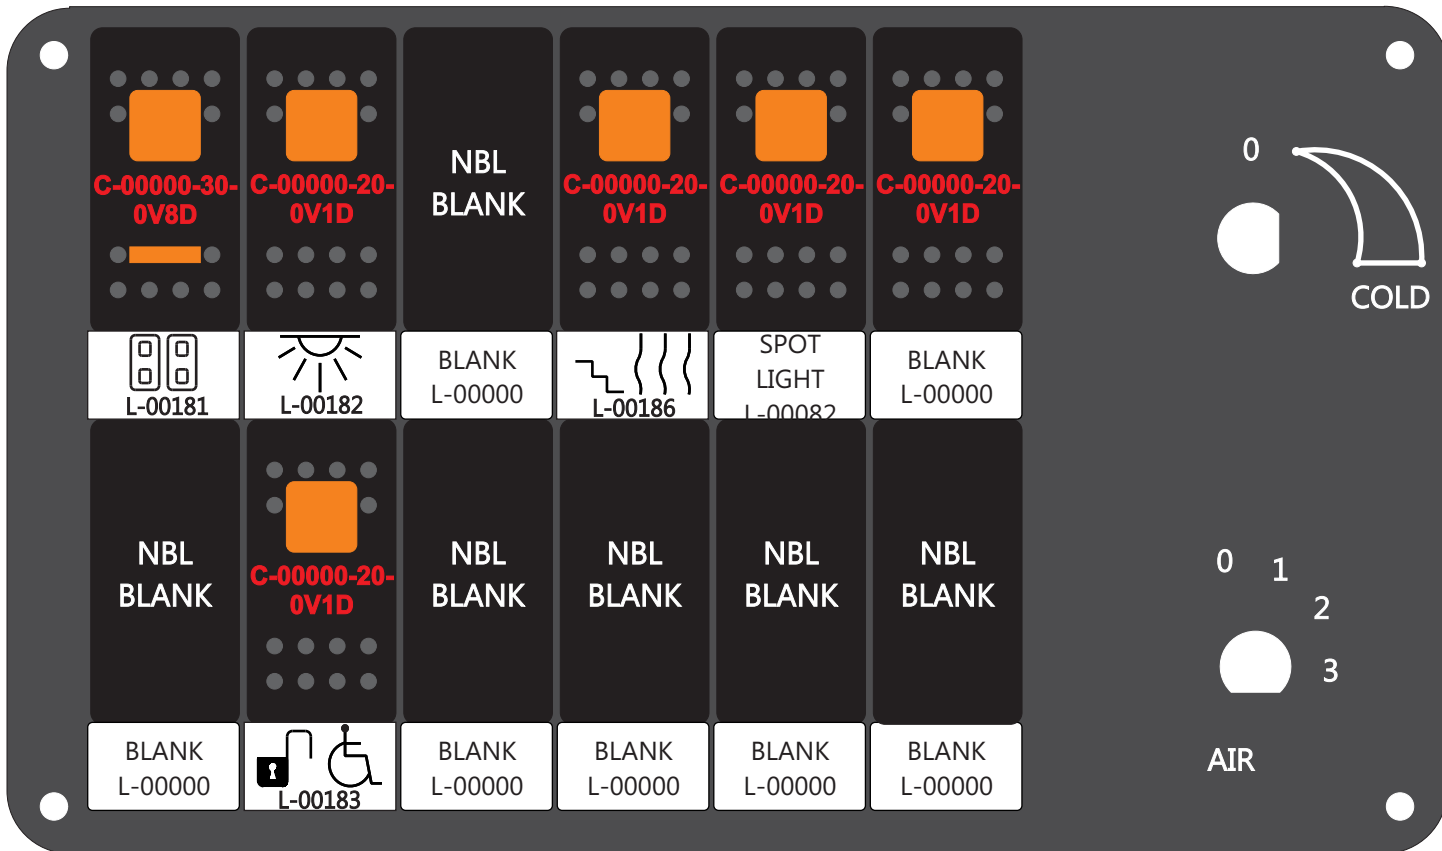 C-00000-30-
0V8D
C-00000-20-
0V1D
NBL
BLANK
C-00000-20-
0V1D
C-00000-20-
0V1D
C-00000-20-
0V1D
0
COLD
L-00181
L-00182
BLANK
L-00000
L-00186
SPOT
LIGHT
L-00082
BLANK
L-00000
NBL
BLANK
C-00000-20-
0V1D
NBL
BLANK
NBL
BLANK
NBL
BLANK
NBL
BLANK
0
1
2
3
AIR
BLANK
L-00000
L-00183
BLANK
L-00000
BLANK
L-00000
BLANK
L-00000
BLANK
L-00000